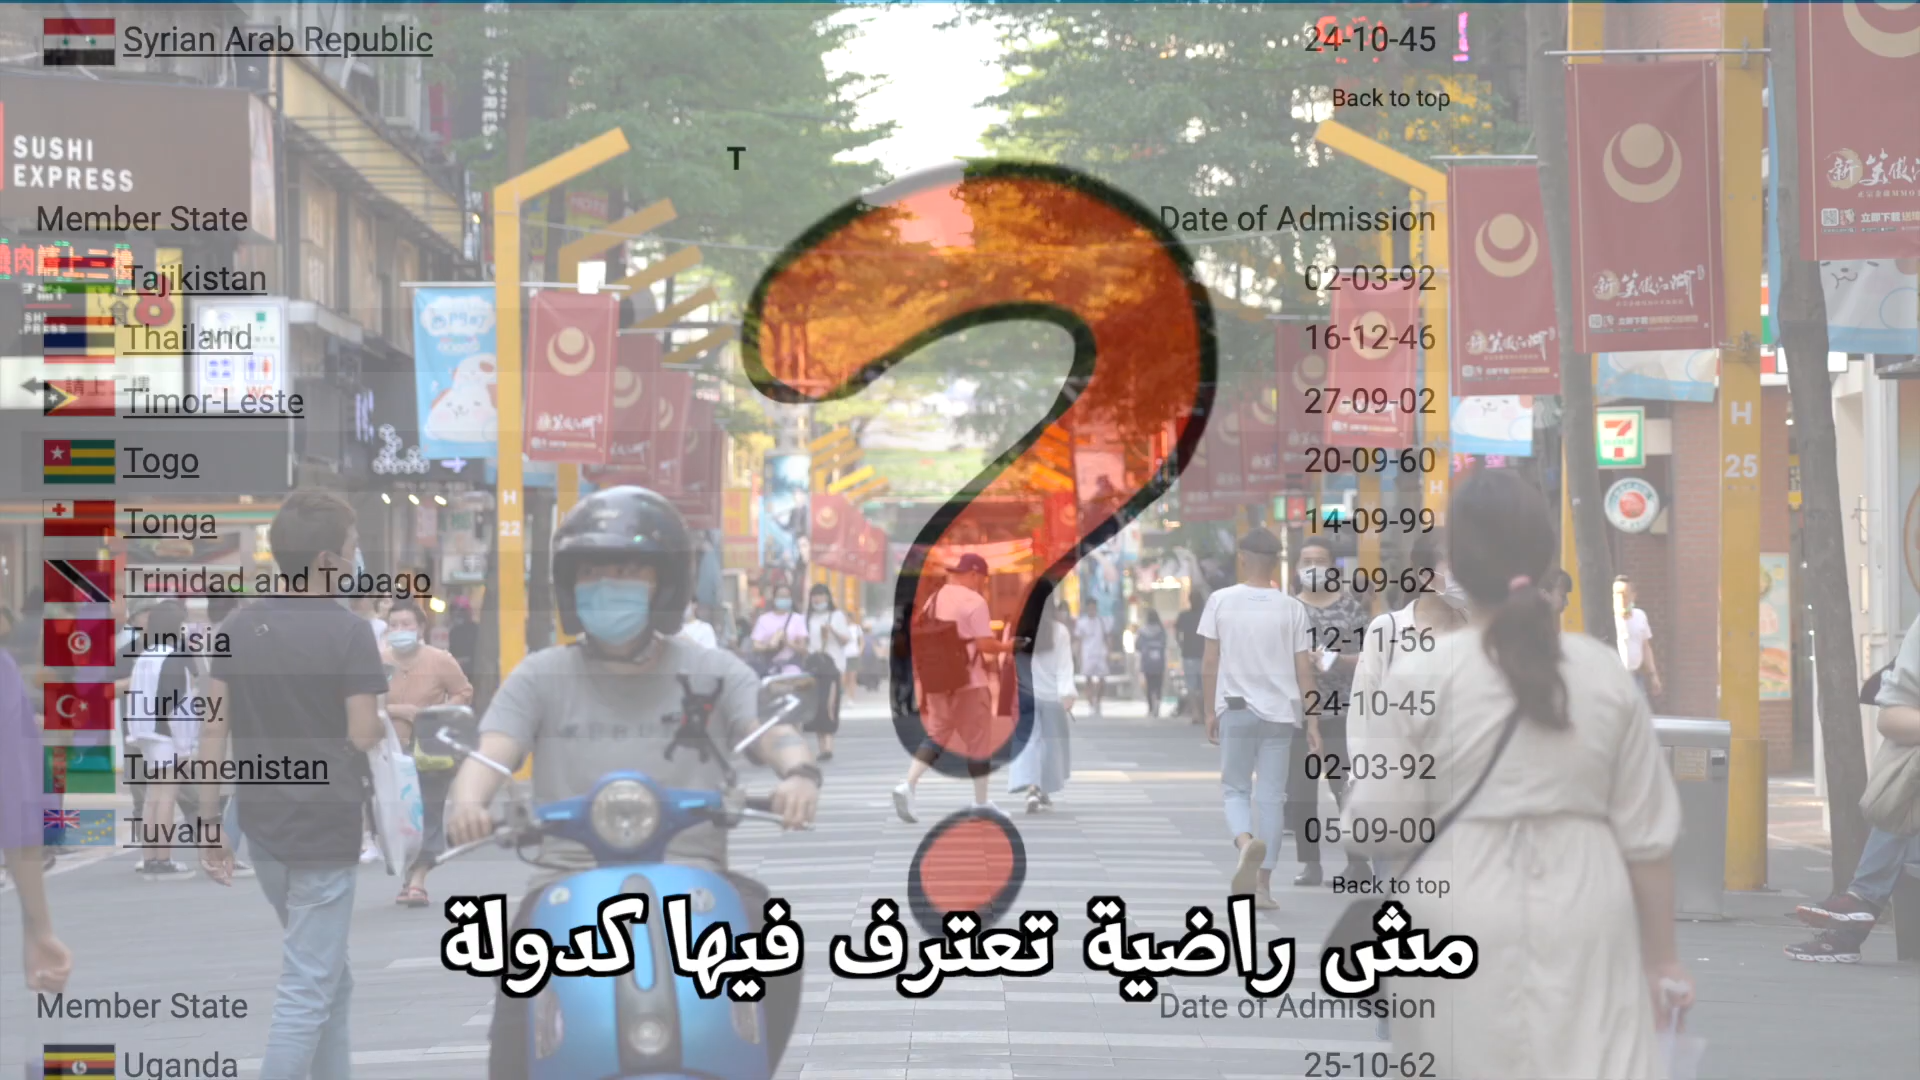 Syrian Arab Republic 24-10-45
Back to top
SUSHI
EXPRESS
T
Member State Date of Admission
Tajikistan 02-03-92
Thailand 16-12-46
Timor-Leste 27-09-02
Togo 20-09-60
Tonga 14-09-99
Trinidad and Tobago 18-09-62
Tunisia 12-11-56
Turkey 24-10-45
Turkmenistan 02-03-92
Tuvalu 05-09-00
Back to top
H
22
H
25
7
WC
مش راضية تعترف فيها كدولة
Member State Date of Admission
Uganda 25-10-62